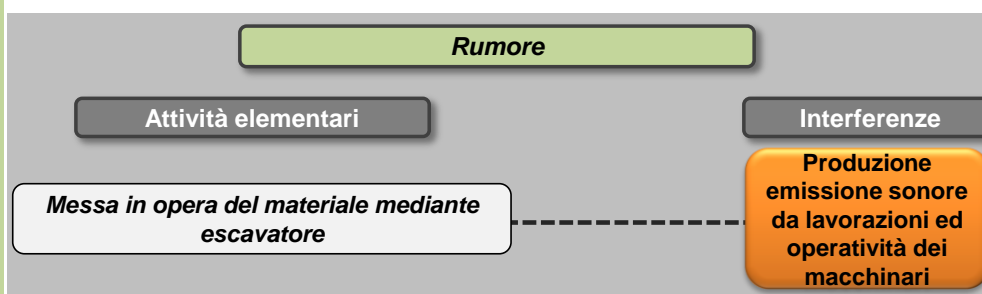 Rumore
Attività elementari
Interferenze
Messa in opera del materiale mediante
escavatore
Produzione
emissione sonore
da lavorazioni ed
operatività dei
macchinari